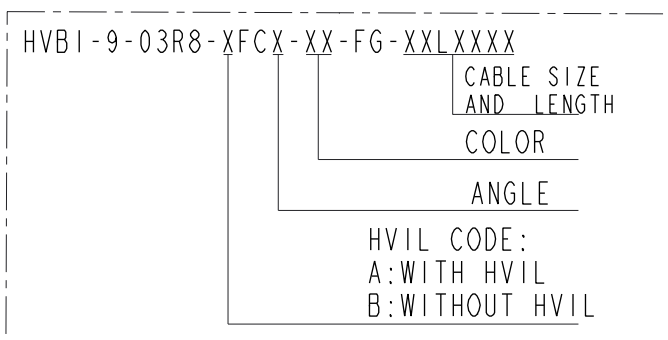 HVBI-9-03R8-XFCX-XX-FG-XXLXXXX
CABLE SIZE
AND LENGTH
COLOR
ANGLE
HVIL CODE:
A:WITH HVIL
B:WITHOUT HVIL